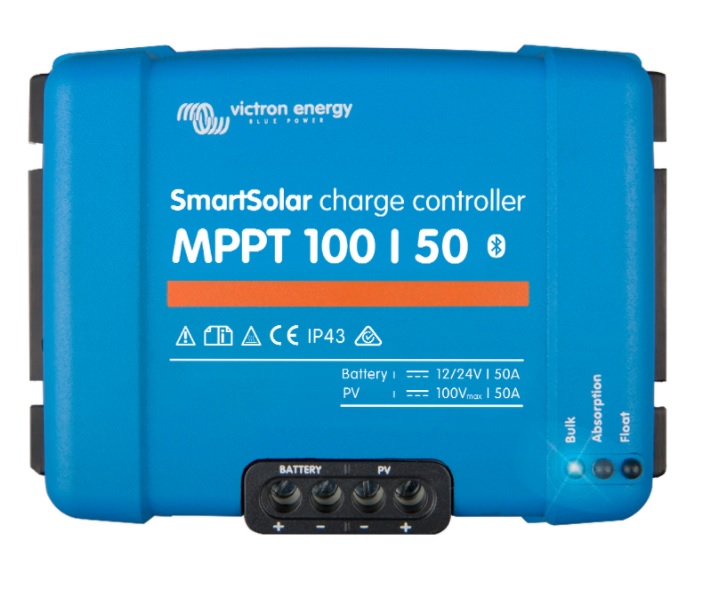 victron energy
BLUE POWER
SmartSolar charge controller
MPPT 100 | 50
CE IP43
Battery 12/24V | 50A
PV 100Vmax | 50A
Bulk
Absorption
Float
BATTERY || PV
+ - || - +